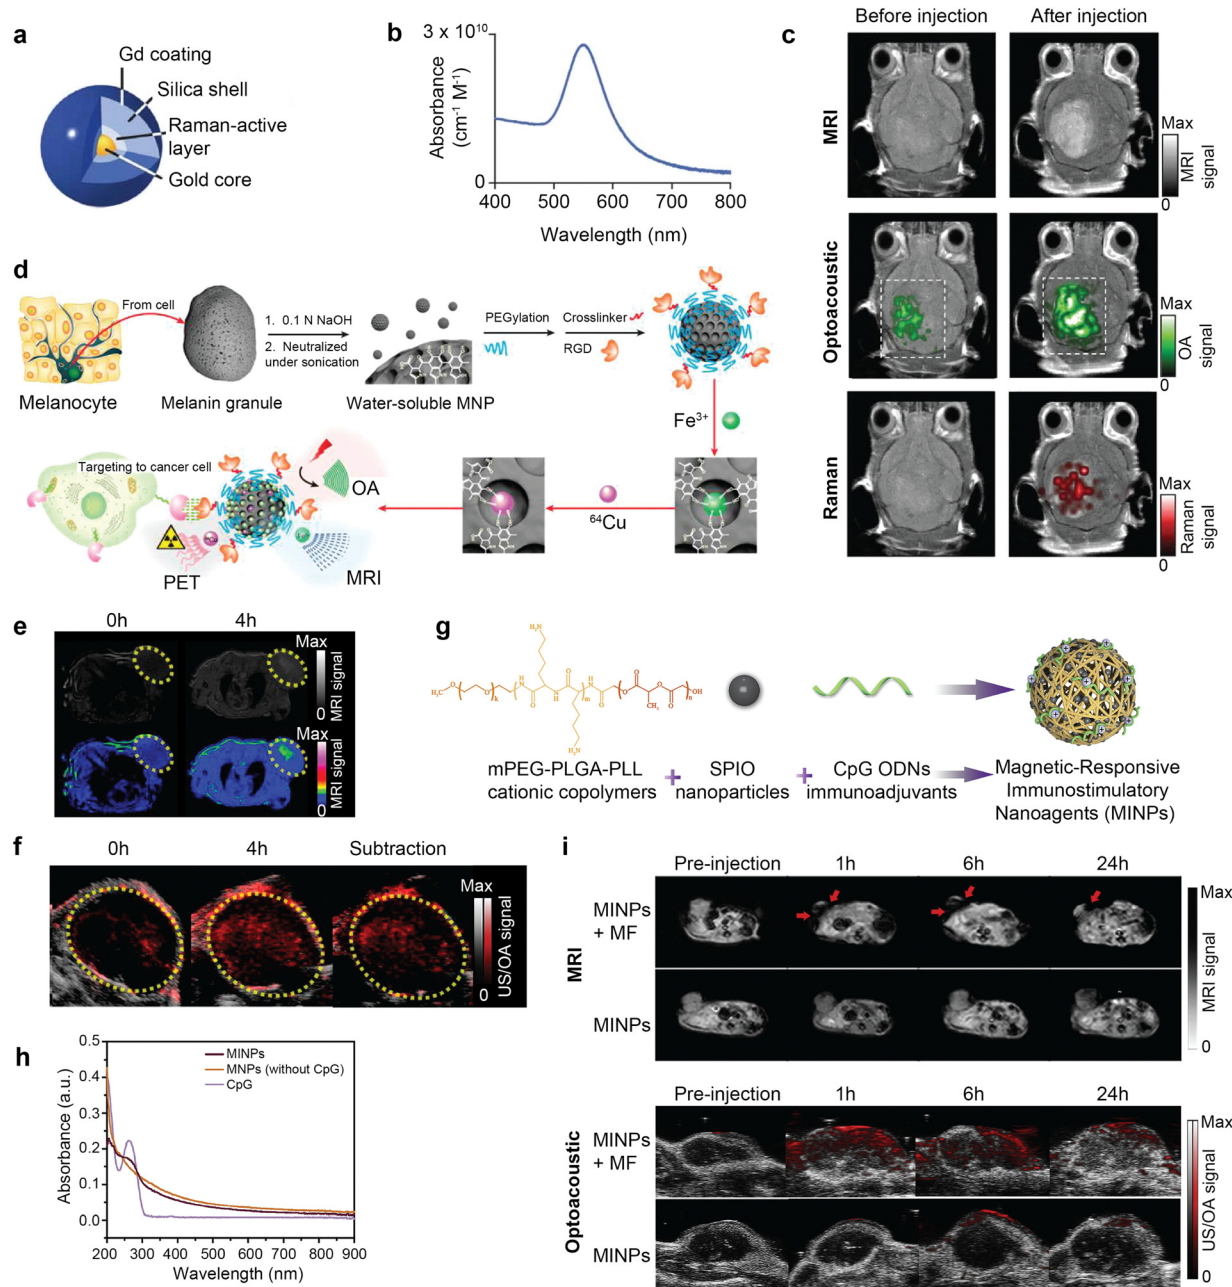 a
Gd coating
Silica shell
Raman-active
layer
Gold core
b
3 x 10¹⁰
Absorbance
(cm⁻¹ M⁻¹)
0
400 500 600 700 800
Wavelength (nm)
c
Before injection After injection
MRI
Max
MRI
signal
0
Optoacoustic
Max
OA
signal
0
Raman
Max
Raman
signal
0
d
From cell
Melanocyte
Melanin granule
1. 0.1 N NaOH
2. Neutralized
under sonication
Water-soluble MNP
PEGylation
Crosslinker
RGD
Fe³⁺
⁶⁴Cu
Targeting to cancer cell
OA
PET
MRI
e
0h 4h
Max
MRI signal
0
Max
MRI signal
0
f
0h 4h Subtraction
Max
US/OA signal
0
g
H₂N
H₃C
O
k
NH
O
H
N
O
m
HN
O
O
CH₃
O
O
n
OH
H₂N
mPEG-PLGA-PLL
cationic copolymers
+
SPIO
nanoparticles
+
CpG ODNs
immunoadjuvants
Magnetic-Responsive
Immunostimulatory
Nanoagents (MINPs)
h
Absorbance (a.u.)
0.5
0.4
0.3
0.2
0.1
0.0
MINPs
MNPs (without CpG)
CpG
200 300 400 500 600 700 800 900
Wavelength (nm)
i
Pre-injection 1h 6h 24h
MRI
MINPs
+ MF
MINPs
Max
MRI signal
0
Pre-injection 1h 6h 24h
Optoacoustic
MINPs
+ MF
MINPs
Max
US/OA signal
0